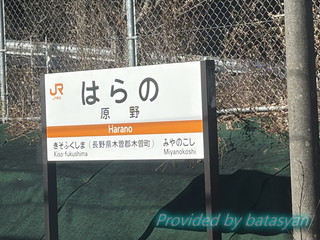 JR
はらの
原野
Harano
きそふくしま（長野県木曽郡木曽町）みやのこし
Kiso-fukushima Miyanokoshi
Provided by batasyan